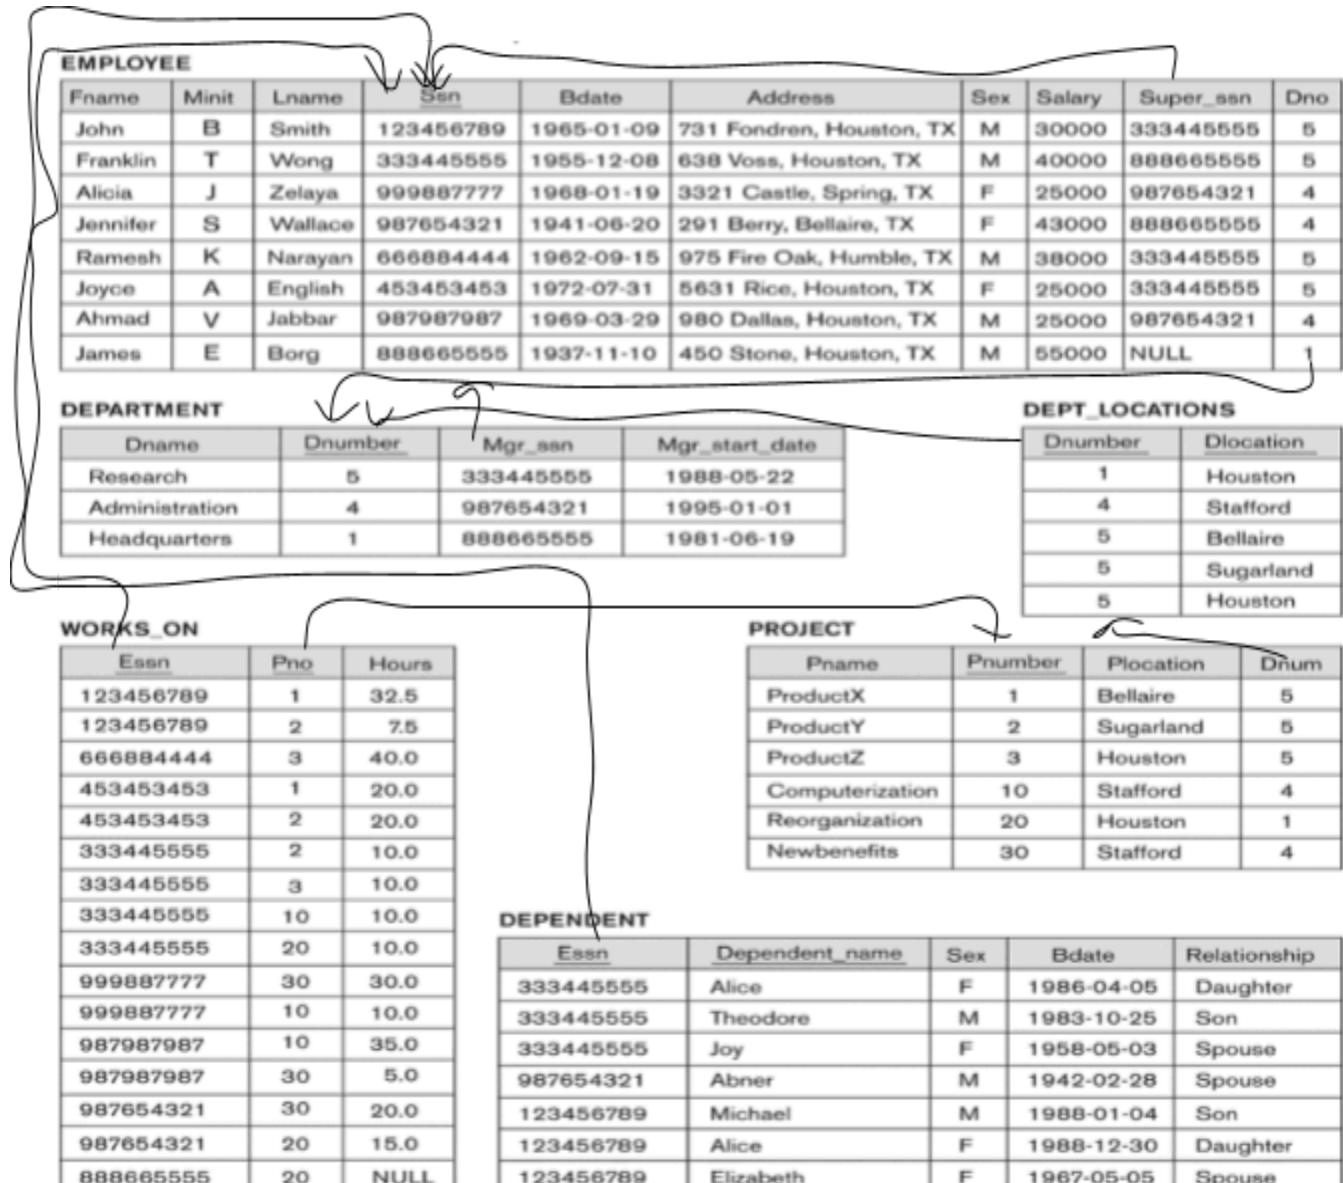 EMPLOYEE
Fname Minit Lname Ssn Bdate Address Sex Salary Super_ssn Dno
John B Smith 123456789 1965-01-09 731 Fondren, Houston, TX M 30000 333445555 5
Franklin T Wong 333445555 1955-12-08 638 Voss, Houston, TX M 40000 888665555 5
Alicia J Zelaya 999887777 1968-01-19 3321 Castle, Spring, TX F 25000 987654321 4
Jennifer S Wallace 987654321 1941-06-20 291 Berry, Bellaire, TX F 43000 888665555 4
Ramesh K Narayan 666884444 1962-09-15 975 Fire Oak, Humble, TX M 38000 333445555 5
Joyce A English 453453453 1972-07-31 5631 Rice, Houston, TX F 25000 333445555 5
Ahmad V Jabbar 987987987 1969-03-29 980 Dallas, Houston, TX M 25000 987654321 4
James E Borg 888665555 1937-11-10 450 Stone, Houston, TX M 55000 NULL 1
DEPARTMENT
Dname Dnumber Mgr_ssn Mgr_start_date
Research 5 333445555 1988-05-22
Administration 4 987654321 1995-01-01
Headquarters 1 888665555 1981-06-19
DEPT_LOCATIONS
Dnumber Dlocation
1 Houston
4 Stafford
5 Bellaire
5 Sugarland
5 Houston
WORKS_ON
Essn Pno Hours
123456789 1 32.5
123456789 2 7.5
666884444 3 40.0
453453453 1 20.0
453453453 2 20.0
333445555 2 10.0
333445555 3 10.0
333445555 10 10.0
333445555 20 10.0
999887777 30 30.0
999887777 10 10.0
987987987 10 35.0
987987987 30 5.0
987654321 30 20.0
987654321 20 15.0
888665555 20 NULL
PROJECT
Pname Pnumber Plocation Dnum
ProductX 1 Bellaire 5
ProductY 2 Sugarland 5
ProductZ 3 Houston 5
Computerization 10 Stafford 4
Reorganization 20 Houston 1
Newbenefits 30 Stafford 4
DEPENDENT
Essn Dependent_name Sex Bdate Relationship
333445555 Alice F 1986-04-05 Daughter
333445555 Theodore M 1983-10-25 Son
333445555 Joy F 1958-05-03 Spouse
987654321 Abner M 1942-02-28 Spouse
123456789 Michael M 1988-01-04 Son
123456789 Alice F 1988-12-30 Daughter
123456789 Elizabeth F 1967-05-05 Spouse